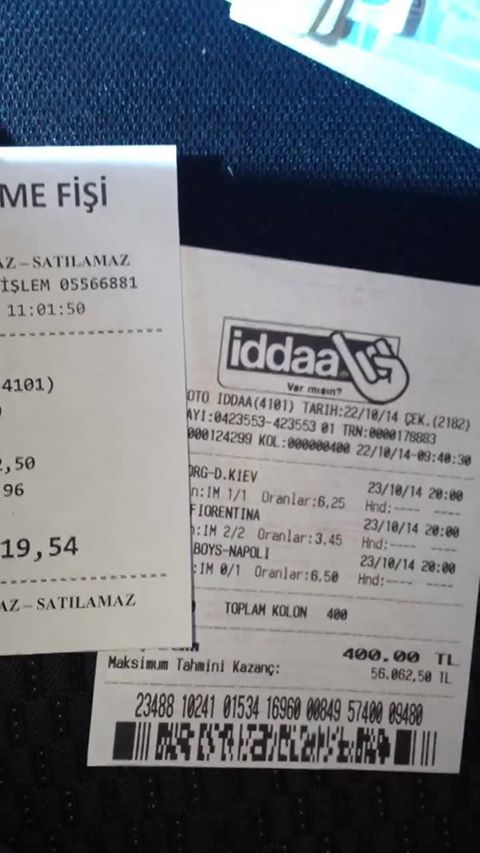 ME FİŞİ
AZ – SATILAMAZ
İŞLEM 05566881
11:01:50
4101)
,50
96
19,54
AZ – SATILAMAZ
iddaa
Var mısın?
OTO IDDAA(4101) TARIH:22/10/14 ÇEK.(2182)
AYI:0423553-423553 01 TRN:0000178883
000124299 KOL:000000400 22/10/14-09:40:30
ORG-D.KIEV 23/10/14 20:00
n:IM 1/1 Oranlar:6,25 Hnd:---- ----
FIORENTINA 23/10/14 20:00
:IM 2/2 Oranlar:3,45 Hnd:---- ----
BOYS-NAPOLI 23/10/14 20:00
:IM 0/1 Oranlar:6,50 Hnd:---- ----
TOPLAM KOLON 400
400.00 TL
Maksimum Tahmini Kazanç: 56.062,50 TL
23488 10241 01534 16960 00849 57400 09480